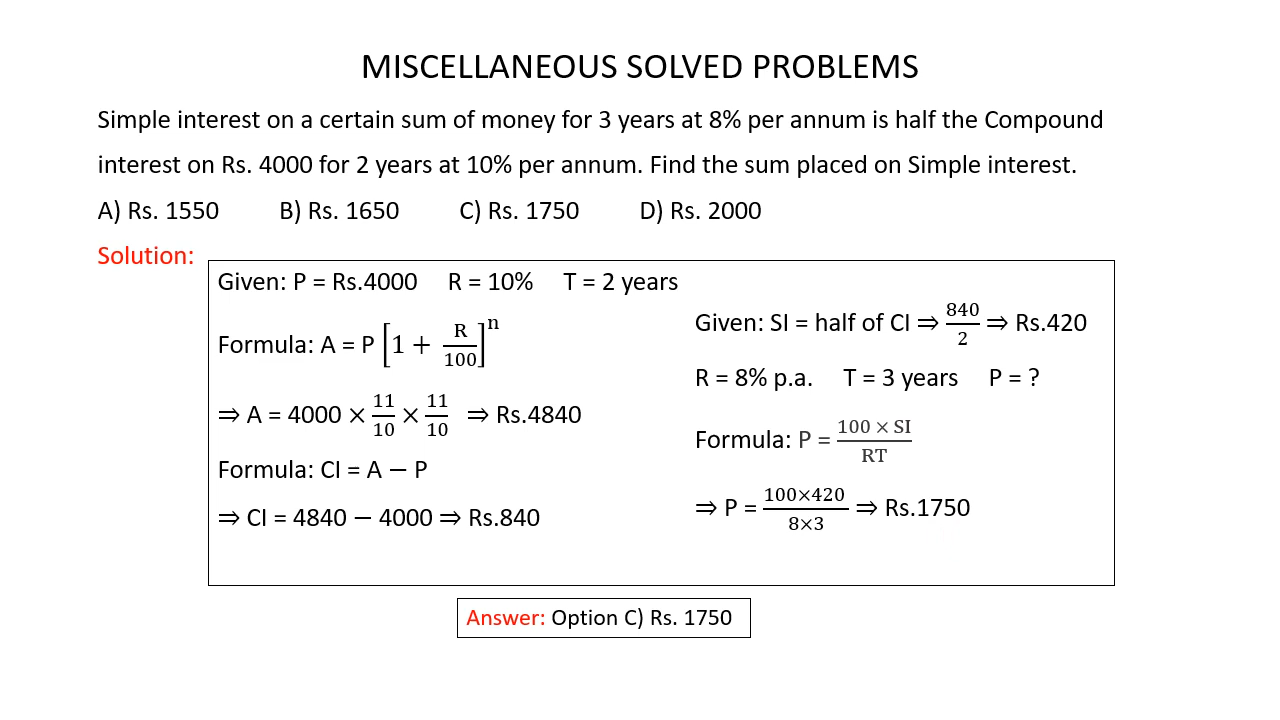 MISCELLANEOUS SOLVED PROBLEMS
Simple interest on a certain sum of money for 3 years at 8% per annum is half the Compound
interest on Rs. 4000 for 2 years at 10% per annum. Find the sum placed on Simple interest.
A) Rs. 1550 B) Rs. 1650 C) Rs. 1750 D) Rs. 2000
Solution:
Given: P = Rs.4000 R = 10% T = 2 years
Formula: A = P [1 + R/100]^n
⇒ A = 4000 × 11/10 × 11/10 ⇒ Rs.4840
Formula: CI = A − P
⇒ CI = 4840 − 4000 ⇒ Rs.840
Given: SI = half of CI ⇒ 840/2 ⇒ Rs.420
R = 8% p.a. T = 3 years P = ?
Formula: P = 100 × SI / RT
⇒ P = 100×420 / 8×3 ⇒ Rs.1750
Answer: Option C) Rs. 1750